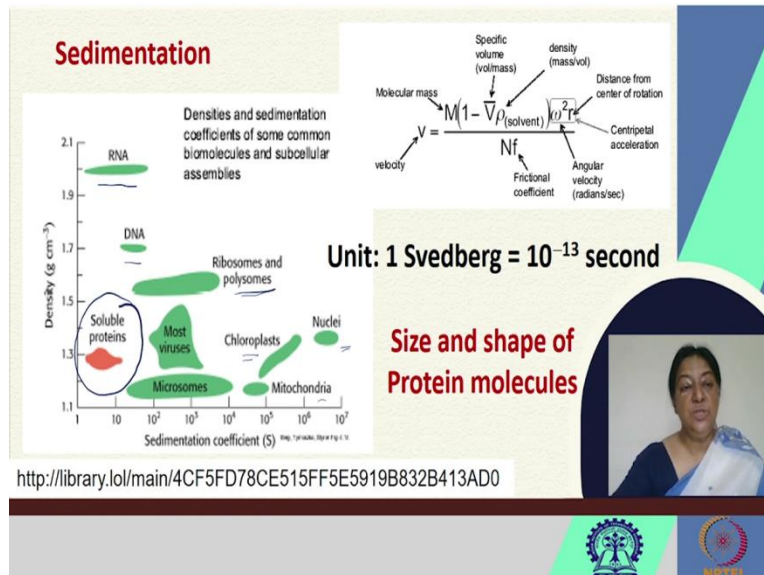 Sedimentation
Densities and sedimentation
coefficients of some common
biomolecules and subcellular
assemblies
2.1
1.9
1.7
1.5
1.3
1.1
Density (g cm⁻³)
RNA
DNA
Ribosomes and
polysomes
Soluble
proteins
Most
viruses
Chloroplasts
Nuclei
Microsomes
Mitochondria
1 10 10² 10³ 10⁴ 10⁵ 10⁶ 10⁷
Sedimentation coefficient (S)
Specific
volume
(vol/mass)
density
(mass/vol)
Molecular mass
Distance from
center of rotation
V = M(1 - V̅ρ(solvent))ω²r / Nf
velocity
Centripetal
acceleration
Frictional
coefficient
Angular
velocity
(radians/sec)
Unit: 1 Svedberg = 10⁻¹³ second
Size and shape of
Protein molecules
http://library.lol/main/4CF5FD78CE515FF5E5919B832B413AD0
NPTEL